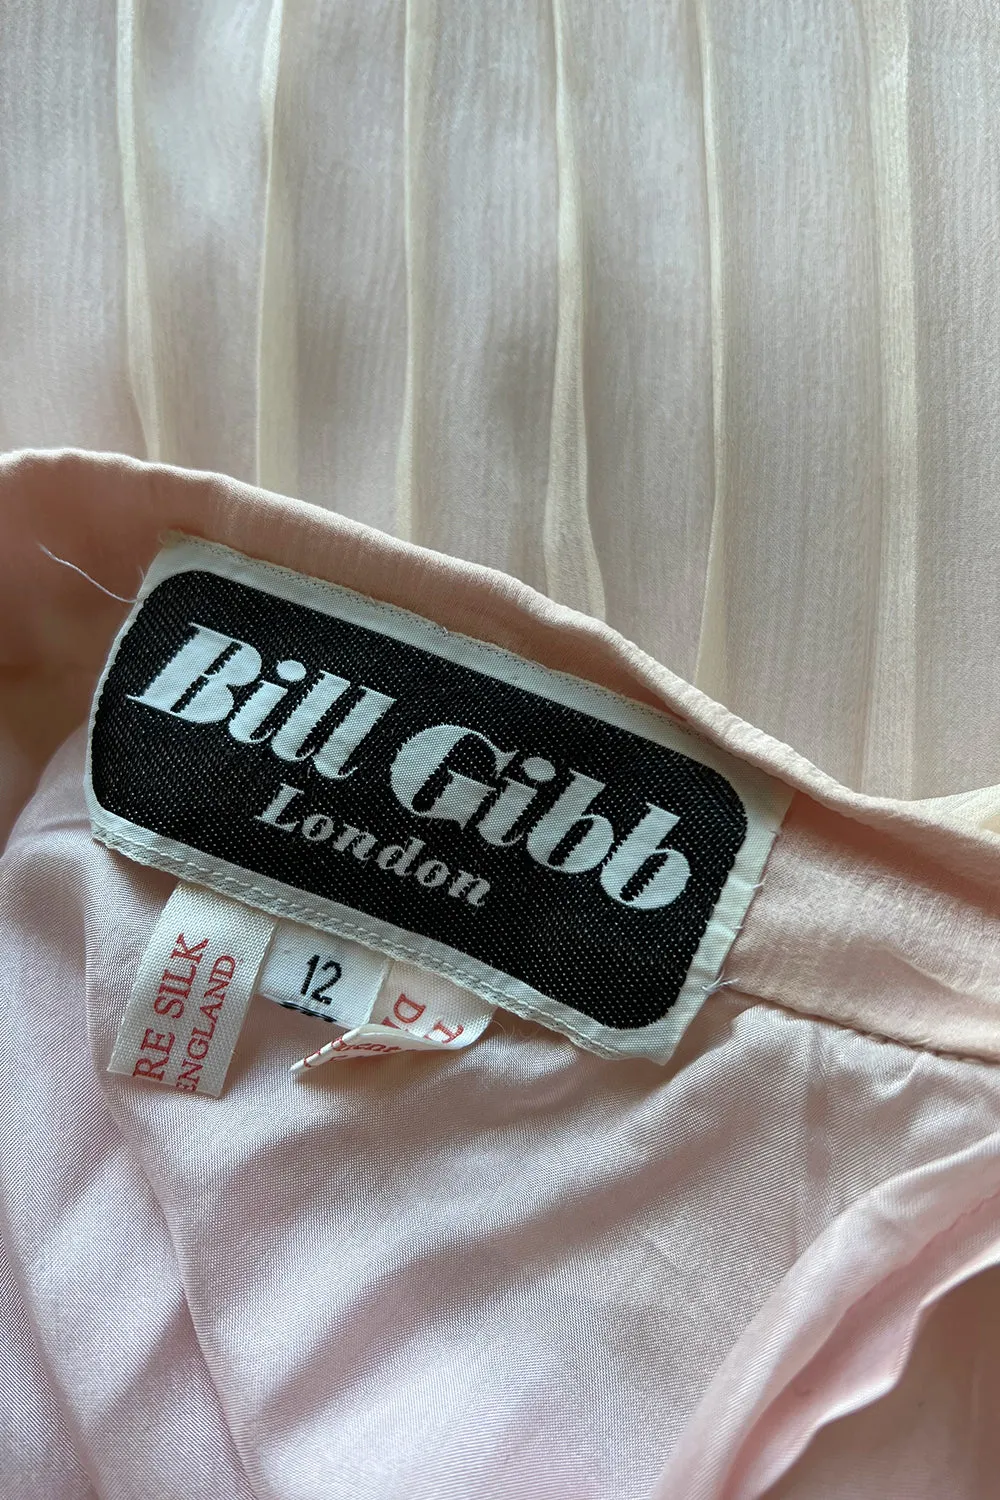 Bill Gibb
London
RE SILK
ENGLAND
12